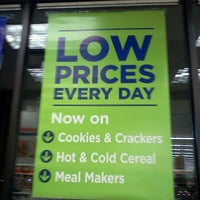 LOW
PRICES
EVERY DAY
Now on
Cookies & Crackers
Hot & Cold Cereal
Meal Makers